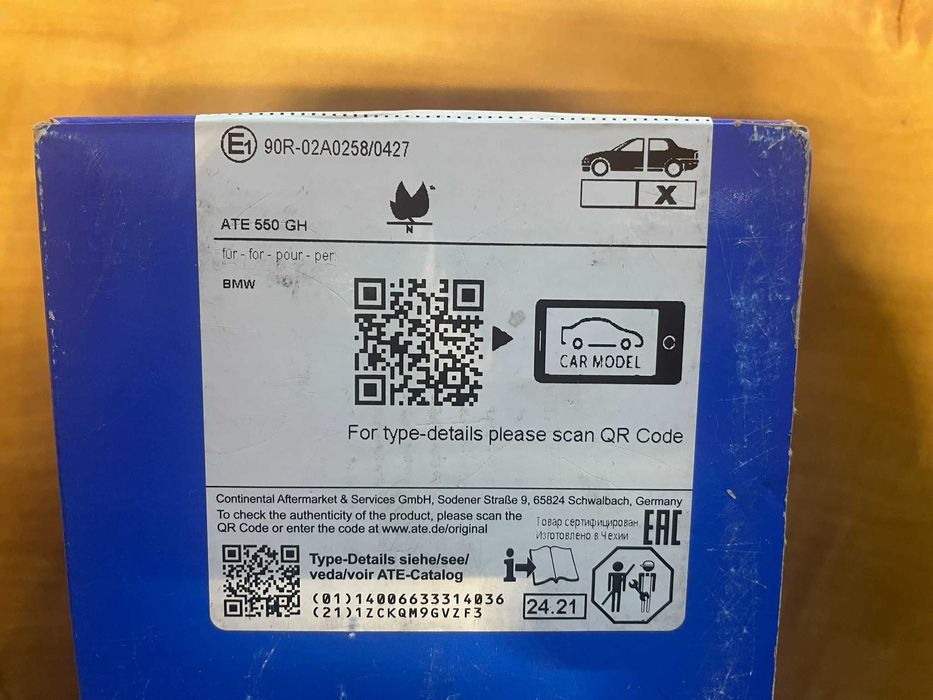 E1 90R-02A0258/0427
X
N
ATE 550 GH
für - for - pour - per
BMW
CAR MODEL
For type-details please scan QR Code
Continental Aftermarket & Services GmbH, Sodener Straße 9, 65824 Schwalbach, Germany
To check the authenticity of the product, please scan the
QR Code or enter the code at www.ate.de/original
Товар сертифицирован
Изготовлено в Чехии
EAC
Type-Details siehe/see/
veda/voir ATE-Catalog
(01)14006633314036
(21)1ZCKQM9GVZF3
i
24.21